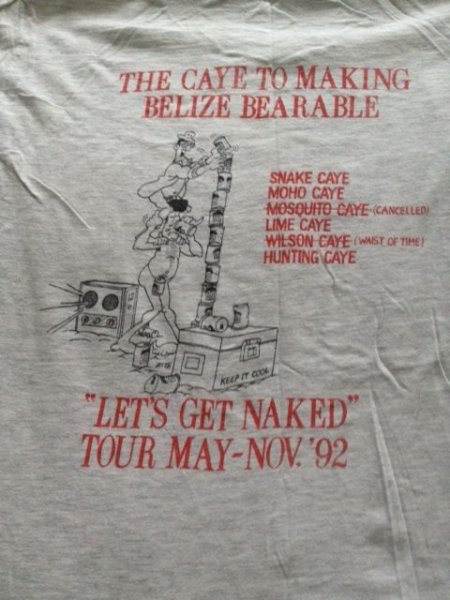 THE CAYE TO MAKING
BELIZE BEARABLE
SNAKE CAYE
MOHO CAYE
MOSQUITO CAYE (CANCELLED)
LIME CAYE
WILSON CAYE (WAIST OF TIME)
HUNTING CAYE
KEEP IT COOL
"LET'S GET NAKED"
TOUR MAY-NOV. '92